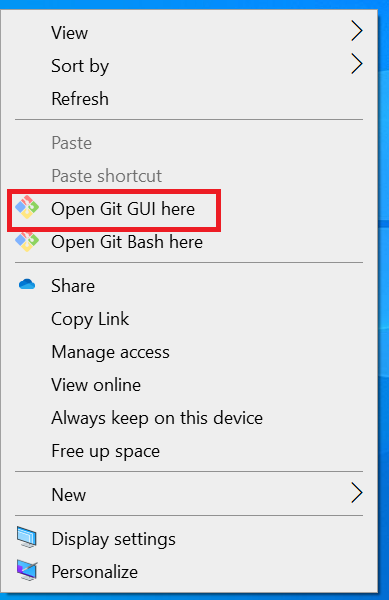 View
Sort by
Refresh
Paste
Paste shortcut
Open Git GUI here
Open Git Bash here
Share
Copy Link
Manage access
View online
Always keep on this device
Free up space
New
Display settings
Personalize